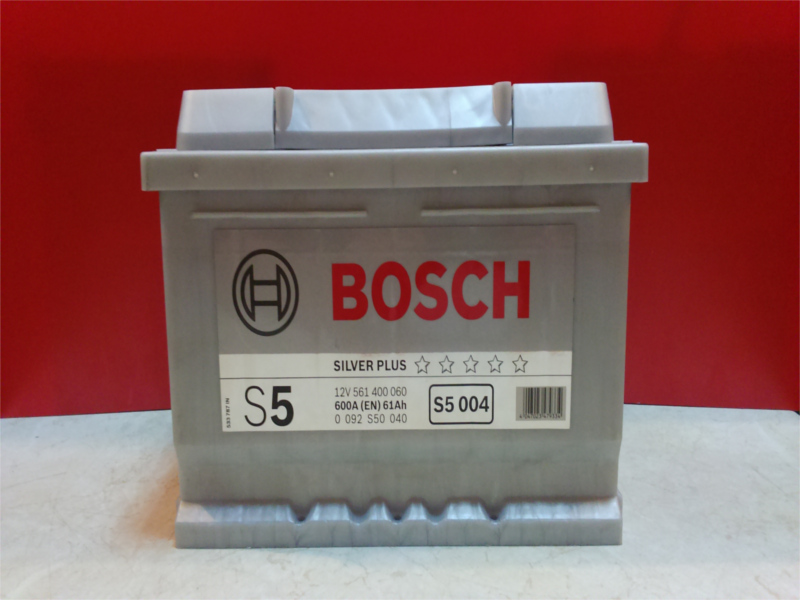 BOSCH
SILVER PLUS
S5
12V 561 400 060
600A (EN) 61Ah
0 092 S50 040
S5 004